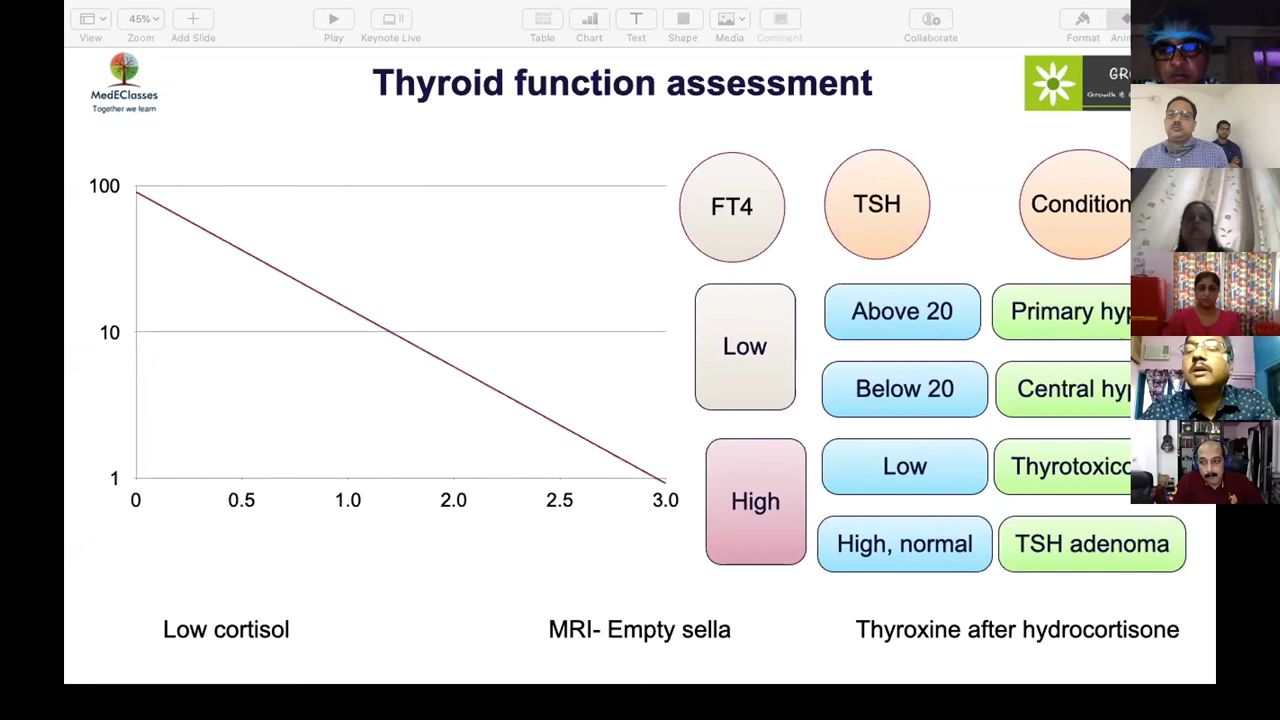 45%
View
Zoom
Add Slide
Play
Keynote Live
Table
Chart
Text
Shape
Media
Comment
Collaborate
Format
MedEClasses
Together we learn
Thyroid function assessment
FT4
TSH
Condition
100
10
1
0
0.5
1.0
2.0
2.5
3.0
Low
Above 20
Primary
Below 20
Central
High
Low
High, normal
TSH adenoma
Low cortisol
MRI- Empty sella
Thyroxine after hydrocortisone